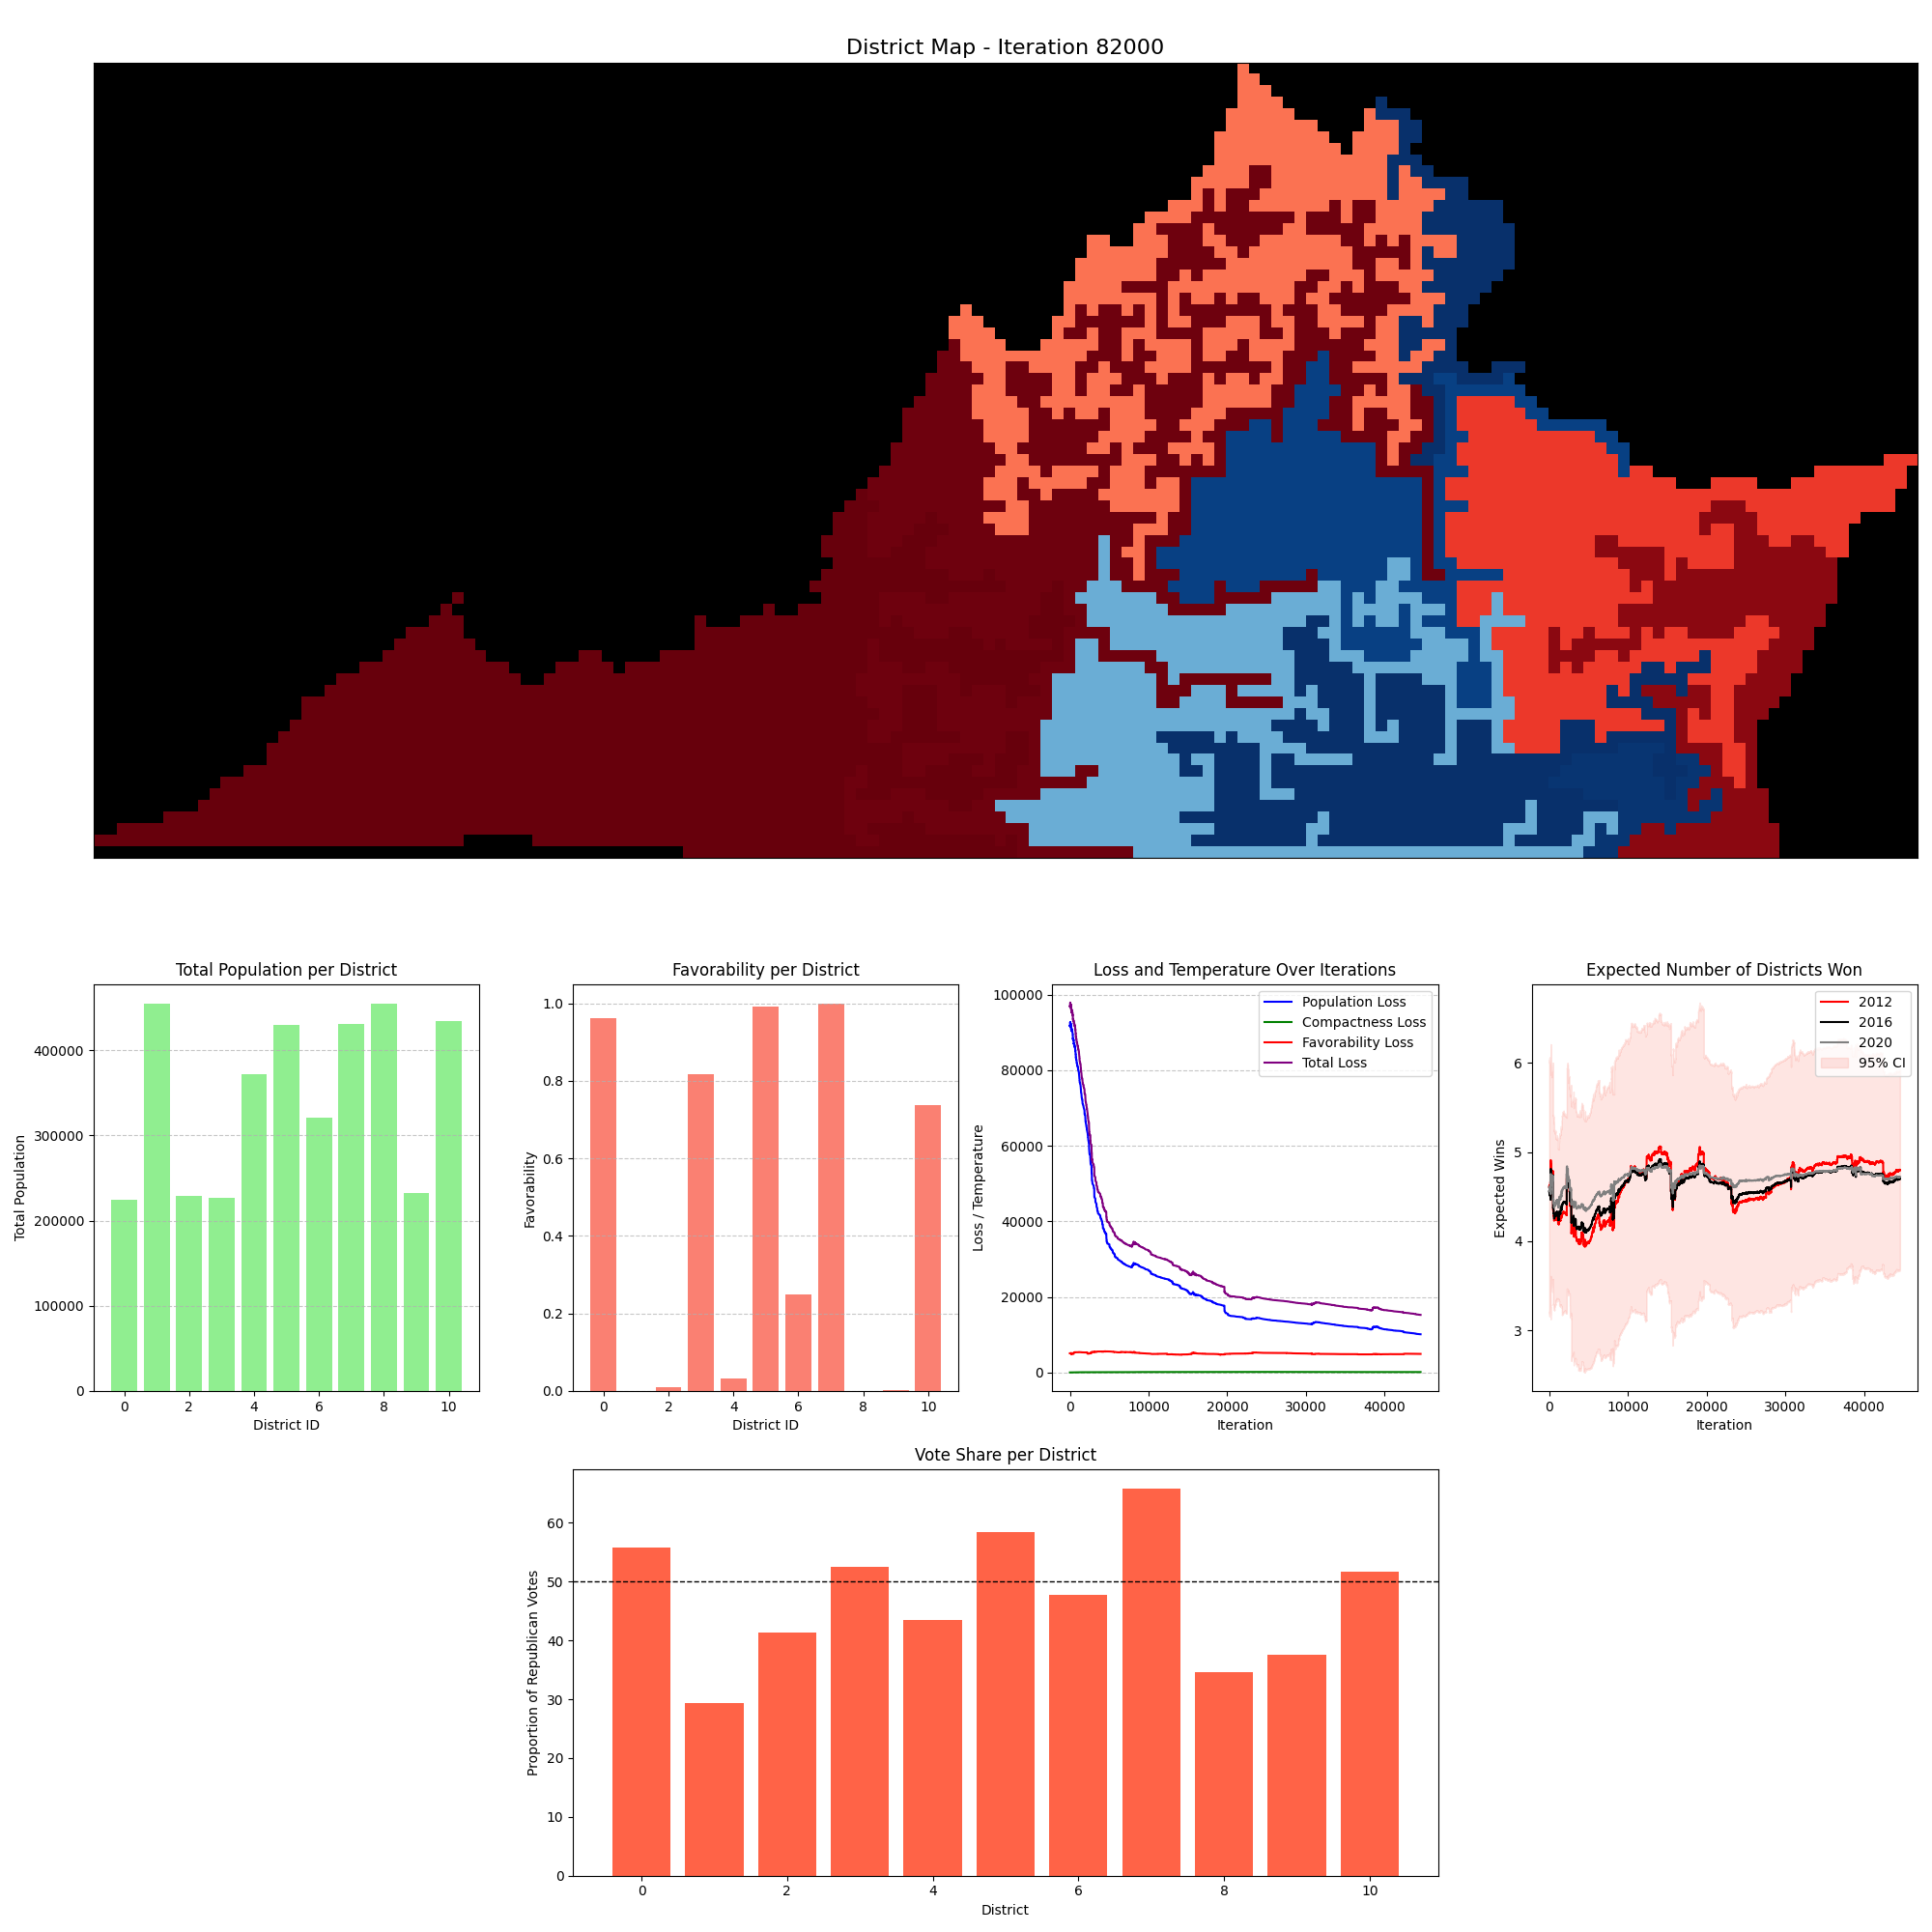 District Map - Iteration 82000
Total Population per District
Total Population
400000
300000
200000
100000
0
0 2 4 6 8 10
District ID
Favorability per District
Favorability
1.0
0.8
0.6
0.4
0.2
0.0
0 2 4 6 8 10
District ID
Loss and Temperature Over Iterations
Loss / Temperature
100000
80000
60000
40000
20000
0
Population Loss
Compactness Loss
Favorability Loss
Total Loss
0 10000 20000 30000 40000
Iteration
Expected Number of Districts Won
Expected Wins
6
5
4
3
2012
2016
2020
95% CI
0 10000 20000 30000 40000
Iteration
Vote Share per District
Proportion of Republican Votes
60
50
40
30
20
10
0
0 2 4 6 8 10
District